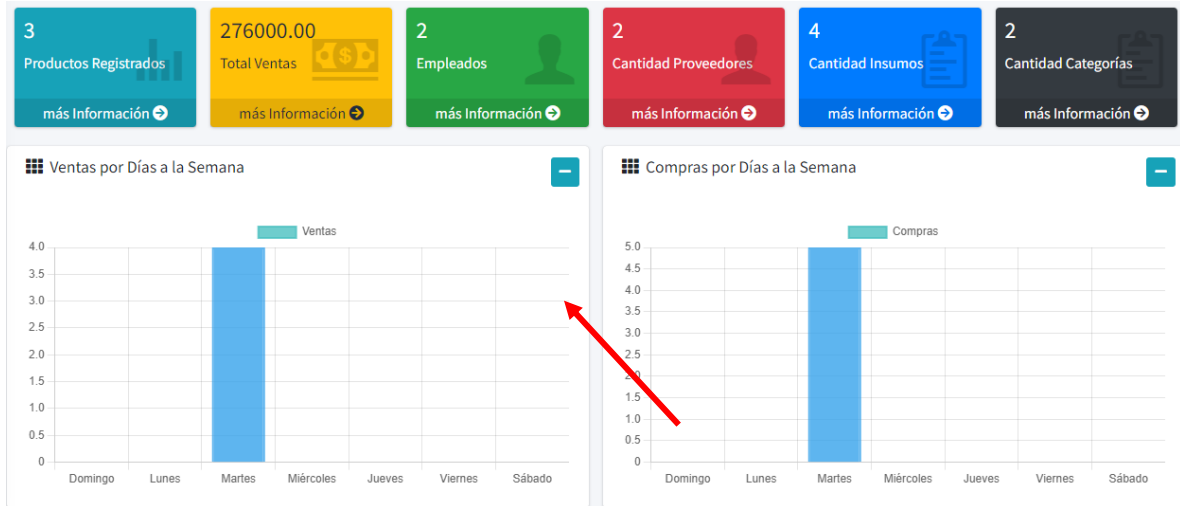 3
Productos Registrados
más Información
276000.00
Total Ventas
más Información
2
Empleados
más Información
2
Cantidad Proveedores
más Información
4
Cantidad Insumos
más Información
2
Cantidad Categorías
más Información
Ventas por Días a la Semana
Ventas
4.0
3.5
3.0
2.5
2.0
1.5
1.0
0.5
0
Domingo Lunes Martes Miércoles Jueves Viernes Sábado
Compras por Días a la Semana
Compras
5.0
4.5
4.0
3.5
3.0
2.5
2.0
1.5
1.0
0.5
0
Domingo Lunes Martes Miércoles Jueves Viernes Sábado